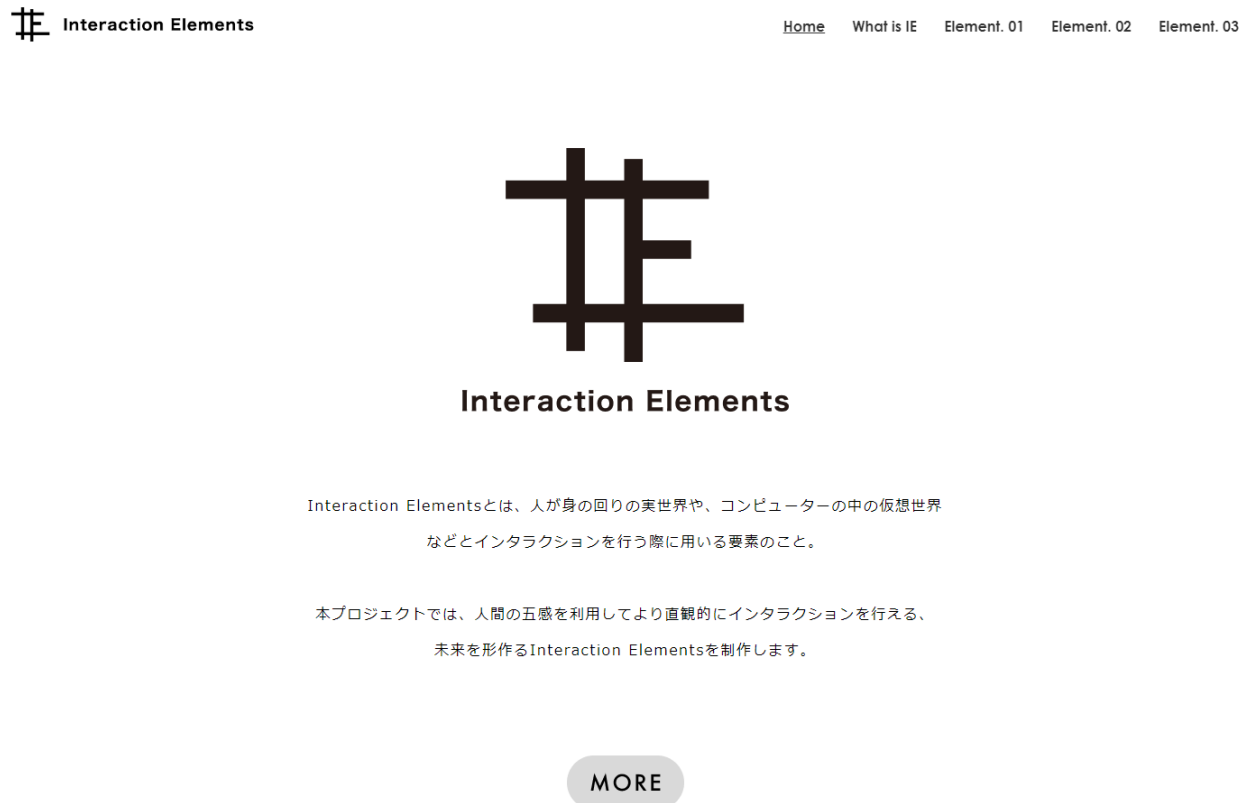 Interaction Elements
Home What is IE Element. 01 Element. 02 Element. 03
IE
Interaction Elements
Interaction Elementsとは、人が身の回りの実世界や、コンピューターの中の仮想世界
などとインタラクションを行う際に用いる要素のこと。
本プロジェクトでは、人間の五感を利用してより直観的にインタラクションを行える、
未来を形作るInteraction Elementsを制作します。
MORE